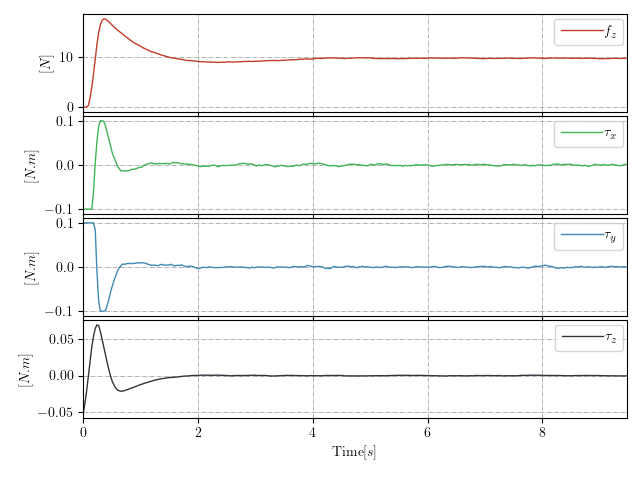 f_z
10
0
[N]
τ_x
0.1
0.0
−0.1
[N.m]
τ_y
0.1
0.0
−0.1
[N.m]
τ_z
0.05
0.00
−0.05
[N.m]
0 2 4 6 8
Time[s]